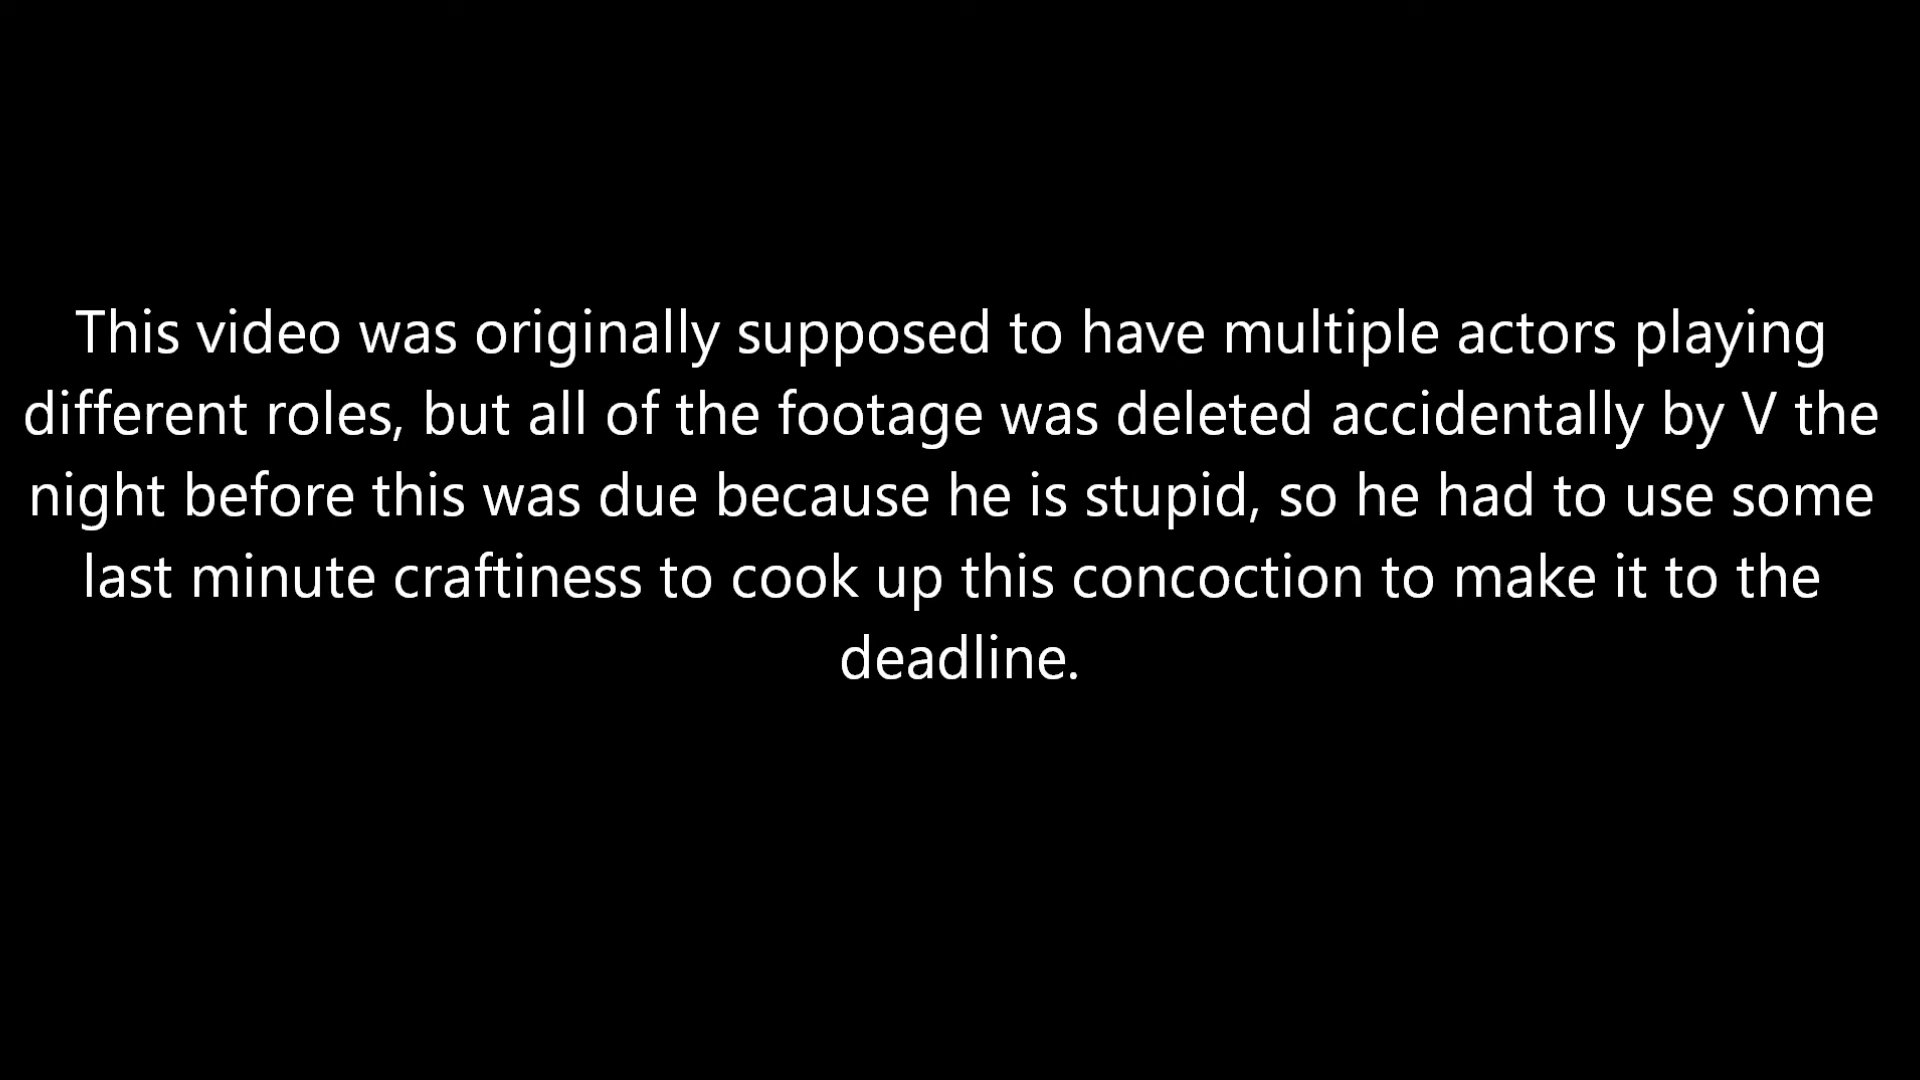 This video was originally supposed to have multiple actors playing
different roles, but all of the footage was deleted accidentally by V the
night before this was due because he is stupid, so he had to use some
last minute craftiness to cook up this concoction to make it to the
deadline.